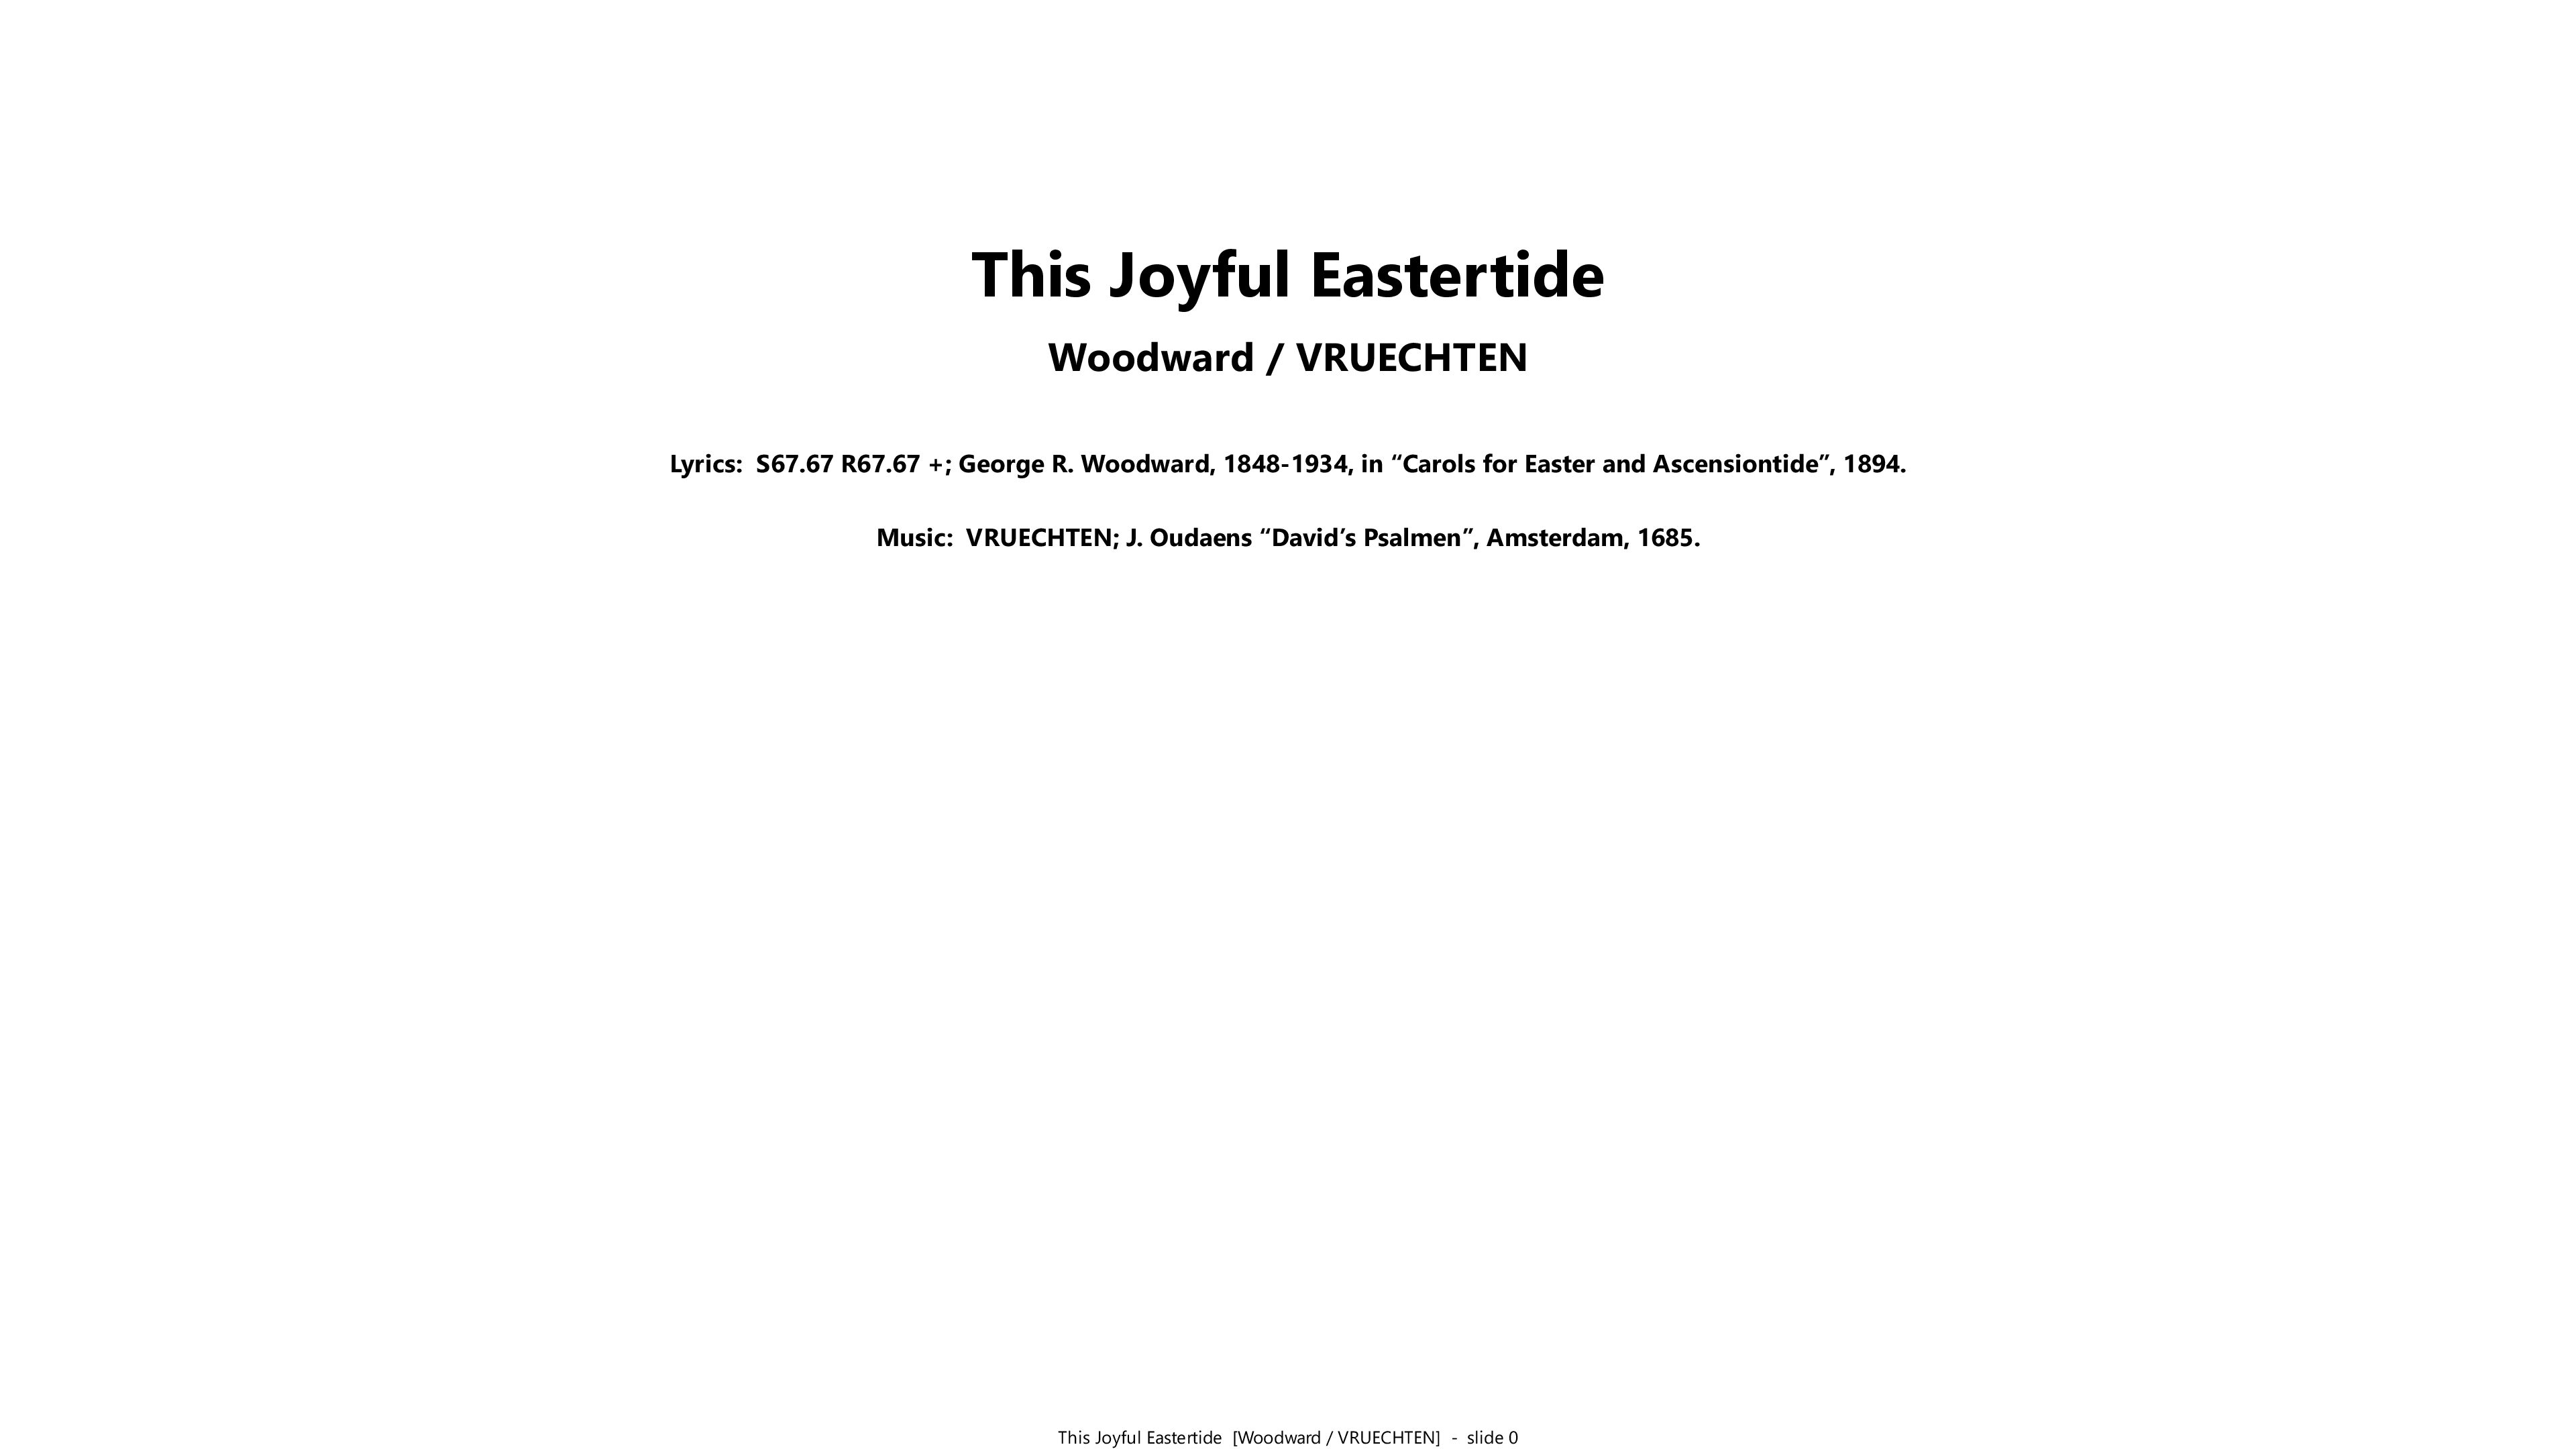 This Joyful Eastertide
Woodward / VRUECHTEN
Lyrics:  S67.67 R67.67 +; George R. Woodward, 1848-1934, in “Carols for Easter and Ascensiontide”, 1894.
Music:  VRUECHTEN; J. Oudaens “David’s Psalmen”, Amsterdam, 1685.
This Joyful Eastertide  [Woodward / VRUECHTEN]  -  slide 0